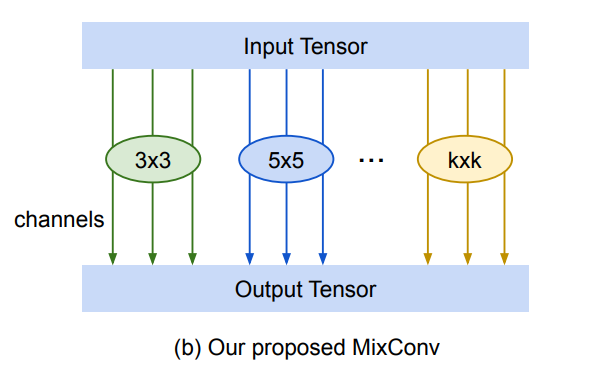 Input Tensor
3x3 5x5 ... kxk
channels
Output Tensor
(b) Our proposed MixConv